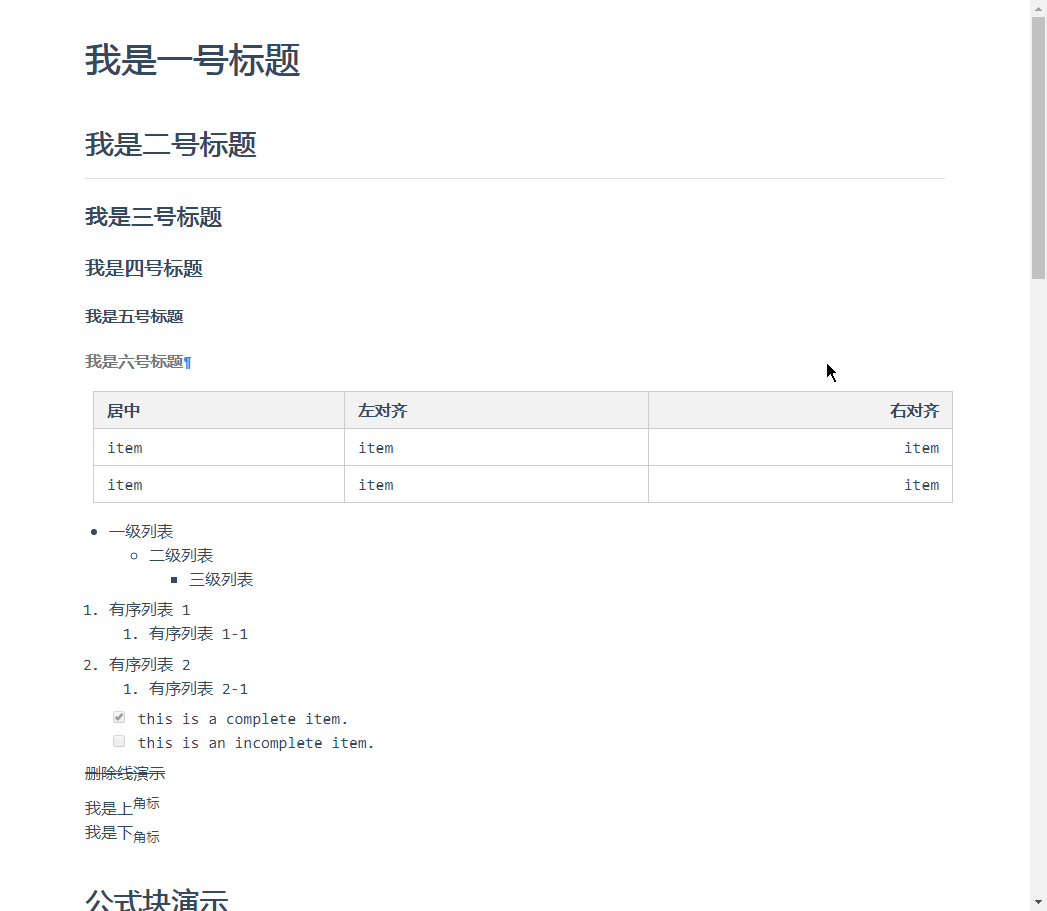 我是一号标题
我是二号标题
我是三号标题
我是四号标题
我是五号标题
我是六号标题¶
居中 左对齐 右对齐
item item item
item item item
一级列表
二级列表
三级列表
1. 有序列表 1
1. 有序列表 1-1
2. 有序列表 2
1. 有序列表 2-1
this is a complete item.
this is an incomplete item.
删除线演示
我是上角标
我是下角标
公式块演示